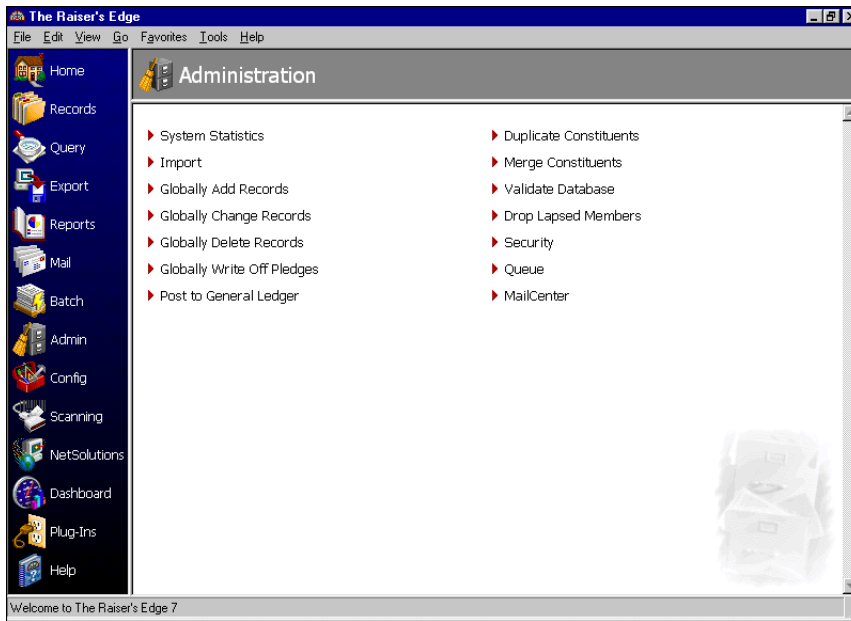 The Raiser's Edge
File Edit View Go Favorites Tools Help
Home
Records
Query
Export
Reports
Mail
Batch
Admin
Config
Scanning
NetSolutions
Dashboard
Plug-Ins
Help
Administration
System Statistics
Import
Globally Add Records
Globally Change Records
Globally Delete Records
Globally Write Off Pledges
Post to General Ledger
Duplicate Constituents
Merge Constituents
Validate Database
Drop Lapsed Members
Security
Queue
MailCenter
Welcome to The Raiser's Edge 7